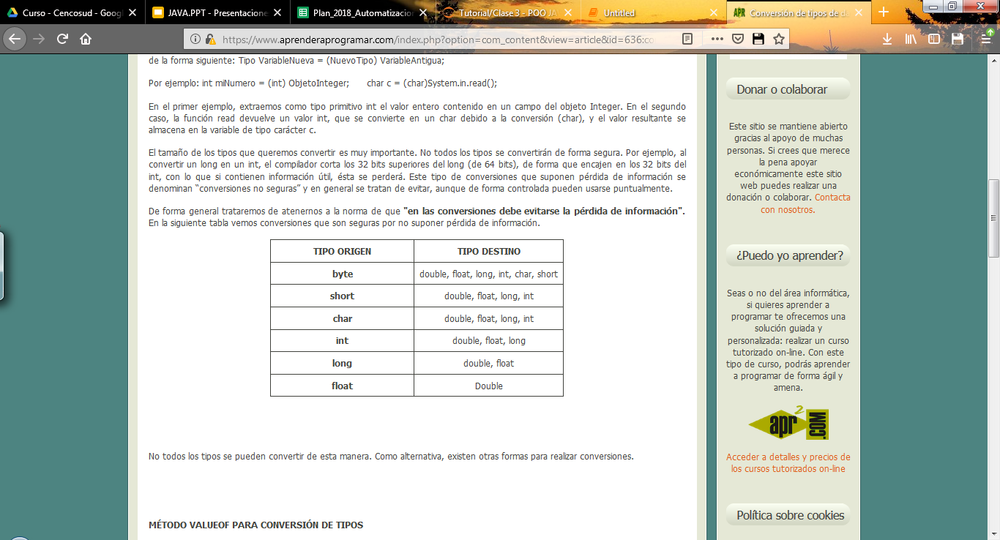 Curso - Cencosud - Googl
JAVA.PPT - Presentacione
Plan_2018_Automatizacion
Tutorial/Clase 3 - POO JA
Untitled
APR Conversión de tipos de da
https://www.aprenderaprogramar.com/index.php?option=com_content&view=article&id=636:co
de la forma siguiente: Tipo VariableNueva = (NuevoTipo) VariableAntigua;
Por ejemplo: int miNumero = (int) ObjetoInteger; char c = (char)System.in.read();
En el primer ejemplo, extraemos como tipo primitivo int el valor entero contenido en un campo del objeto Integer. En el segundo
caso, la función read devuelve un valor int, que se convierte en un char debido a la conversión (char), y el valor resultante se
almacena en la variable de tipo carácter c.
El tamaño de los tipos que queremos convertir es muy importante. No todos los tipos se convertirán de forma segura. Por ejemplo, al
convertir un long en un int, el compilador corta los 32 bits superiores del long (de 64 bits), de forma que encajen en los 32 bits del
int, con lo que si contienen información útil, ésta se perderá. Este tipo de conversiones que suponen pérdida de información se
denominan “conversiones no seguras” y en general se tratan de evitar, aunque de forma controlada pueden usarse puntualmente.
De forma general trataremos de atenernos a la norma de que "en las conversiones debe evitarse la pérdida de información".
En la siguiente tabla vemos conversiones que son seguras por no suponer pérdida de información.
TIPO ORIGEN TIPO DESTINO
byte double, float, long, int, char, short
short double, float, long, int
char double, float, long, int
int double, float, long
long double, float
float Double
No todos los tipos se pueden convertir de esta manera. Como alternativa, existen otras formas para realizar conversiones.
MÉTODO VALUEOF PARA CONVERSIÓN DE TIPOS
Donar o colaborar
Este sitio se mantiene abierto
gracias al apoyo de muchas
personas. Si crees que merece
la pena apoyar
económicamente este sitio
web puedes realizar una
donación o colaborar. Contacta
con nosotros.
¿Puedo yo aprender?
Seas o no del área informática,
si quieres aprender a
programar te ofrecemos una
solución guiada y
personalizada: realizar un curso
tutorizado on-line. Con este
tipo de curso, podrás aprender
a programar de forma ágil y
amena.
apr2.COM
Acceder a detalles y precios de
los cursos tutorizados on-line
Política sobre cookies